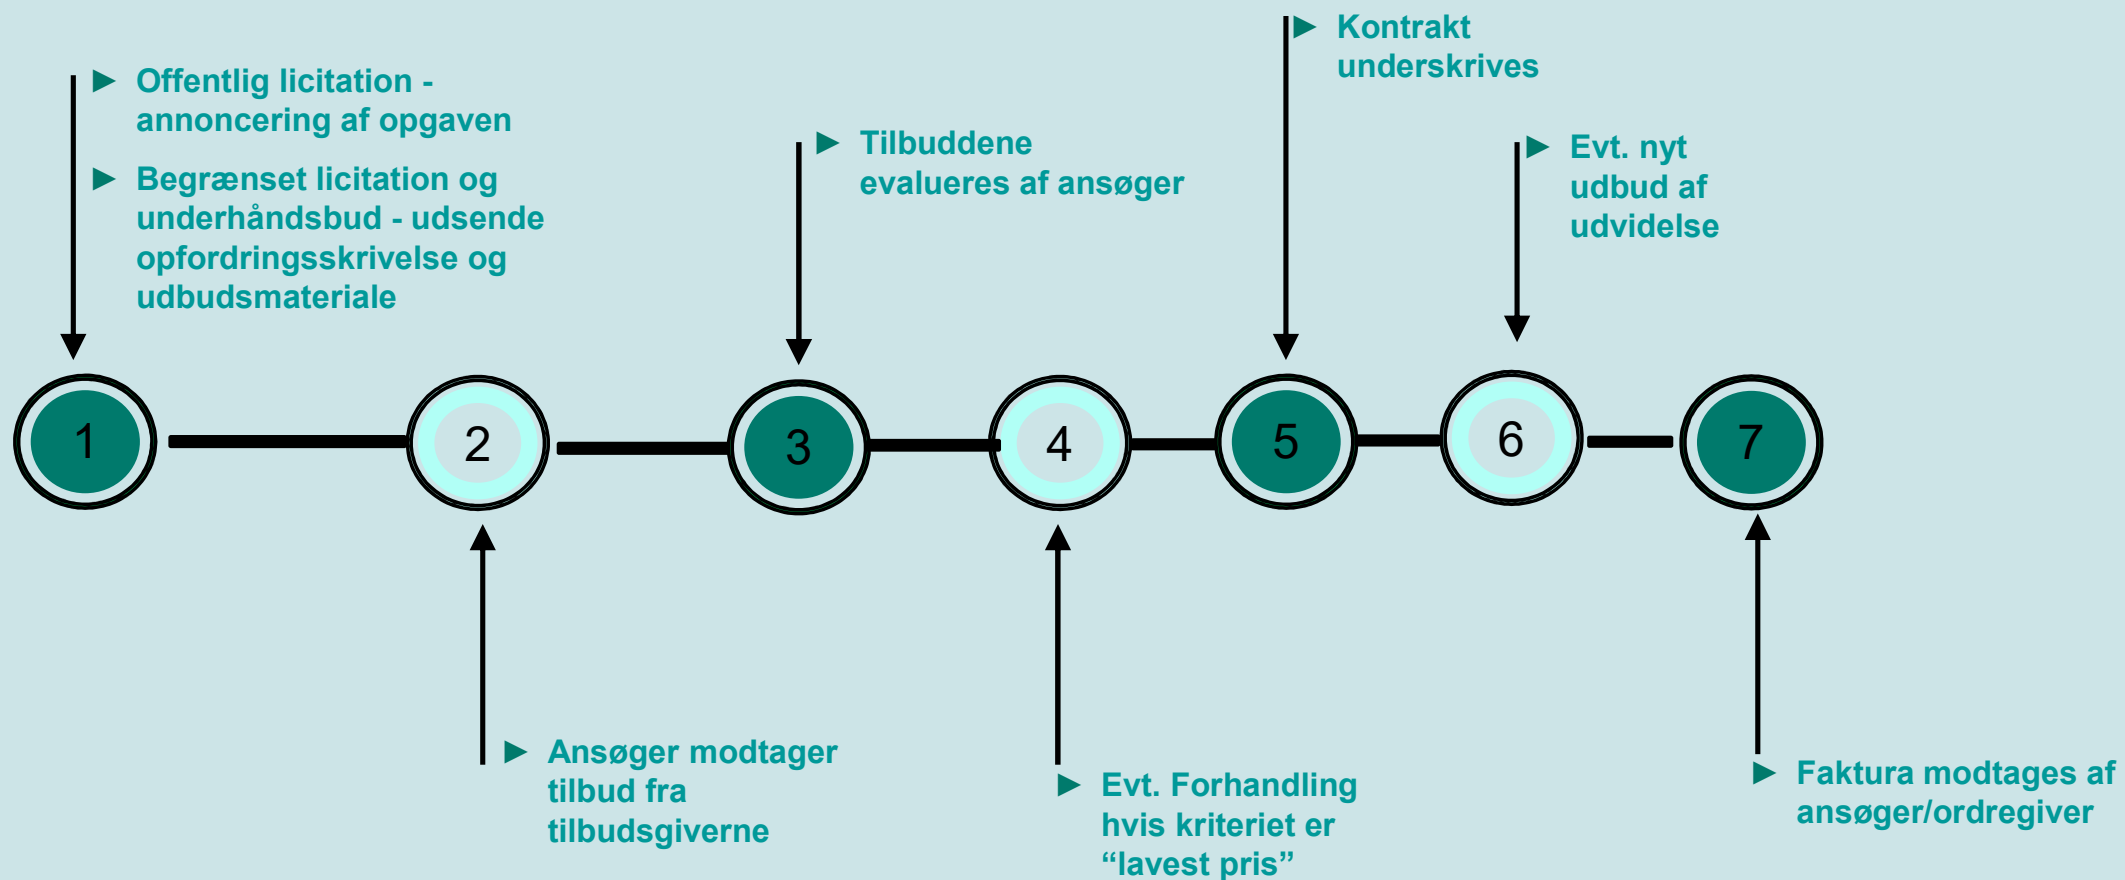 Offentlig licitation -
annoncering af opgaven
Begrænset licitation og
underhåndsbud - udsende
opfordringsskrivelse og
udbudsmateriale
Tilbuddene
evalueres af ansøger
Kontrakt
underskrives
Evt. nyt
udbud af
udvidelse
1
2
3
4
5
6
7
Ansøger modtager
tilbud fra
tilbudsgiverne
Evt. Forhandling
hvis kriteriet er
“lavest pris”
Faktura modtages af
ansøger/ordregiver